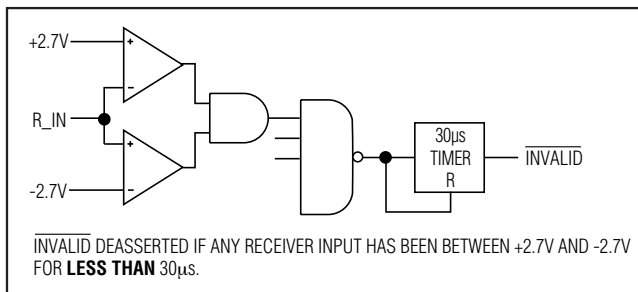 +2.7V
+
-
R_IN
+
-
-2.7V
30µs
TIMER
R
INVALID
INVALID DEASSERTED IF ANY RECEIVER INPUT HAS BEEN BETWEEN +2.7V AND -2.7V
FOR LESS THAN 30µs.